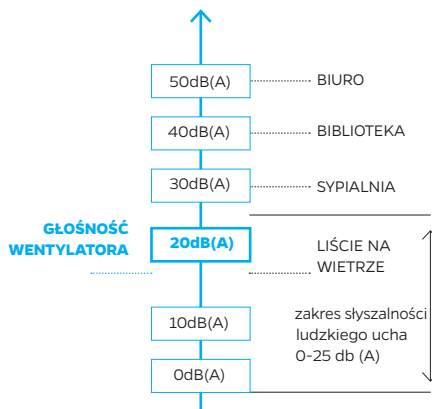 50dB(A) BIURO
40dB(A) BIBLIOTEKA
30dB(A) SYPIALNIA
GŁOŚNOŚĆ
WENTYLATORA
20dB(A)
LIŚCIE NA
WIETRZE
10dB(A)
0dB(A)
zakres słyszalności
ludzkiego ucha
0-25 db (A)